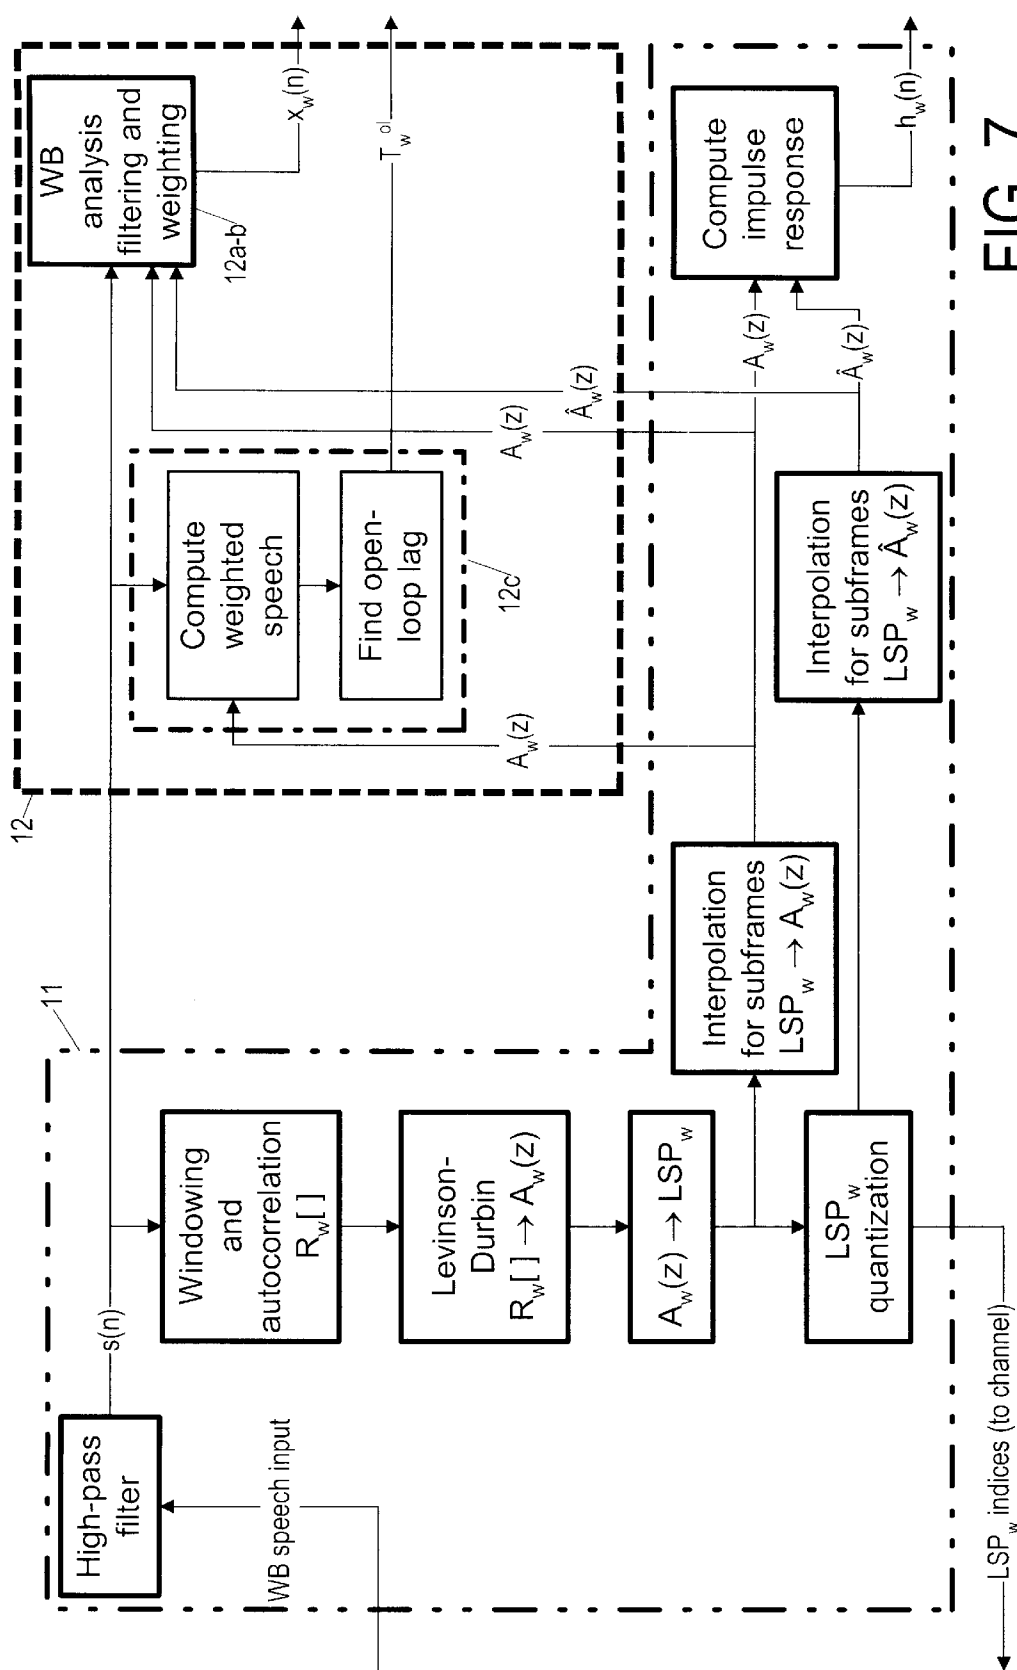 11
12
High-pass
filter
s(n)
WB speech input
Windowing
and
autocorrelation
R_w[ ]
Levinson-
Durbin
R_w[ ] → A_w(z)
A_w(z) → LSP_w
LSP_w
quantization
LSP_w indices (to channel)
Interpolation
for subframes
LSP_w → A_w(z)
Interpolation
for subframes
LSP_w → Â_w(z)
Compute
weighted
speech
Find open-
loop lag
12c
A_w(z)
A_w(z)
Â_w(z)
WB
analysis
filtering and
weighting
12a-b
x_w(n)
T_w^ol
A_w(z)
Â_w(z)
Compute
impulse
response
h_w(n)
FIG. 7